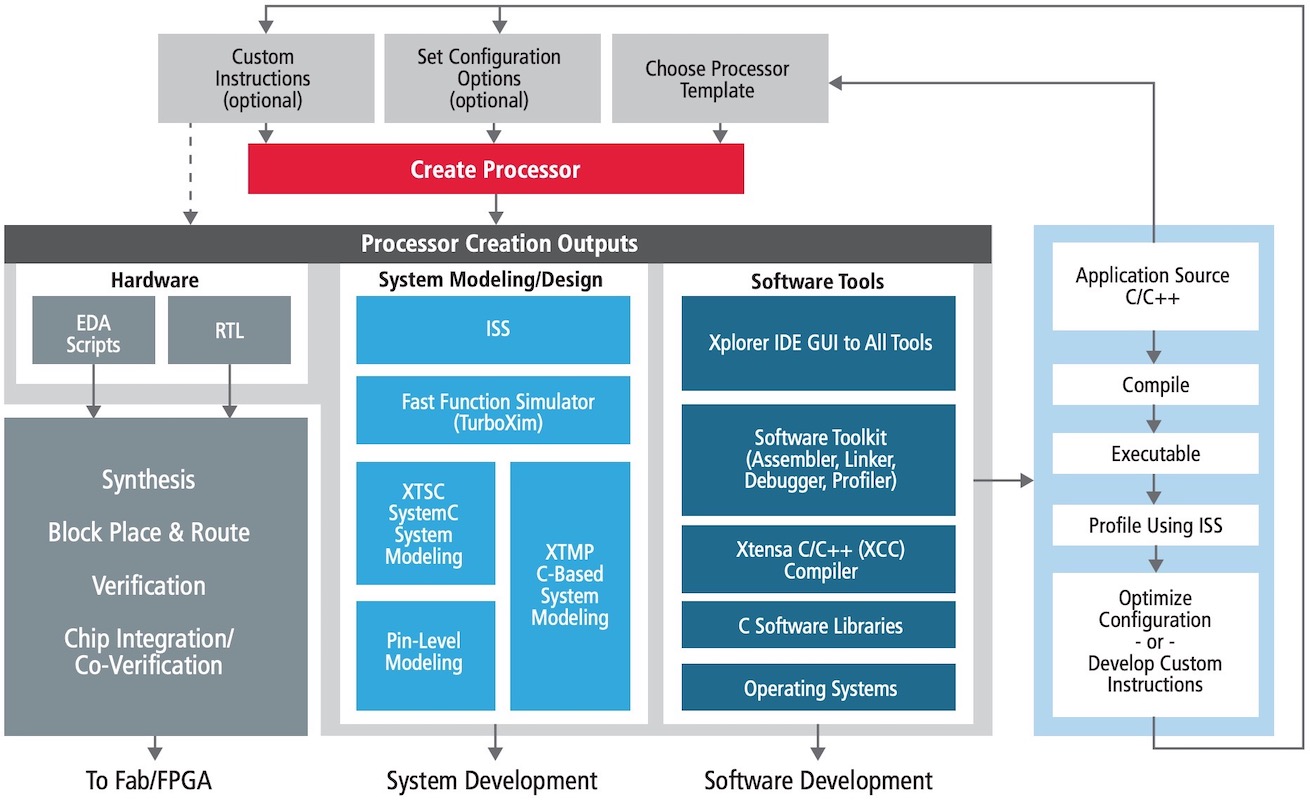 Custom
Instructions
(optional)
Set Configuration
Options
(optional)
Choose Processor
Template
Create Processor
Processor Creation Outputs
Hardware
EDA
Scripts
RTL
Synthesis
Block Place & Route
Verification
Chip Integration/
Co-Verification
To Fab/FPGA
System Modeling/Design
ISS
Fast Function Simulator
(TurboXim)
XTSC
SystemC
System
Modeling
Pin-Level
Modeling
XTMP
C-Based
System
Modeling
System Development
Software Tools
Xplorer IDE GUI to All Tools
Software Toolkit
(Assembler, Linker,
Debugger, Profiler)
Xtensa C/C++ (XCC)
Compiler
C Software Libraries
Operating Systems
Software Development
Application Source
C/C++
Compile
Executable
Profile Using ISS
Optimize
Configuration
- or -
Develop Custom
Instructions